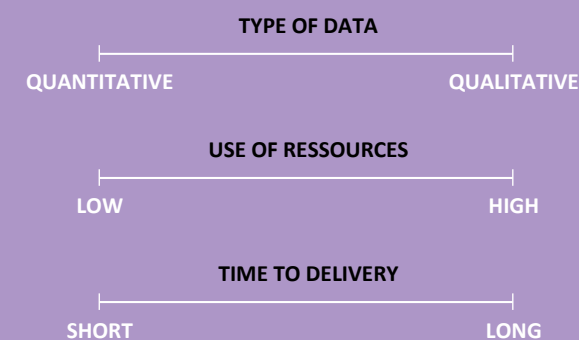 TYPE OF DATA
QUANTITATIVE QUALITATIVE
USE OF RESSOURCES
LOW HIGH
TIME TO DELIVERY
SHORT LONG